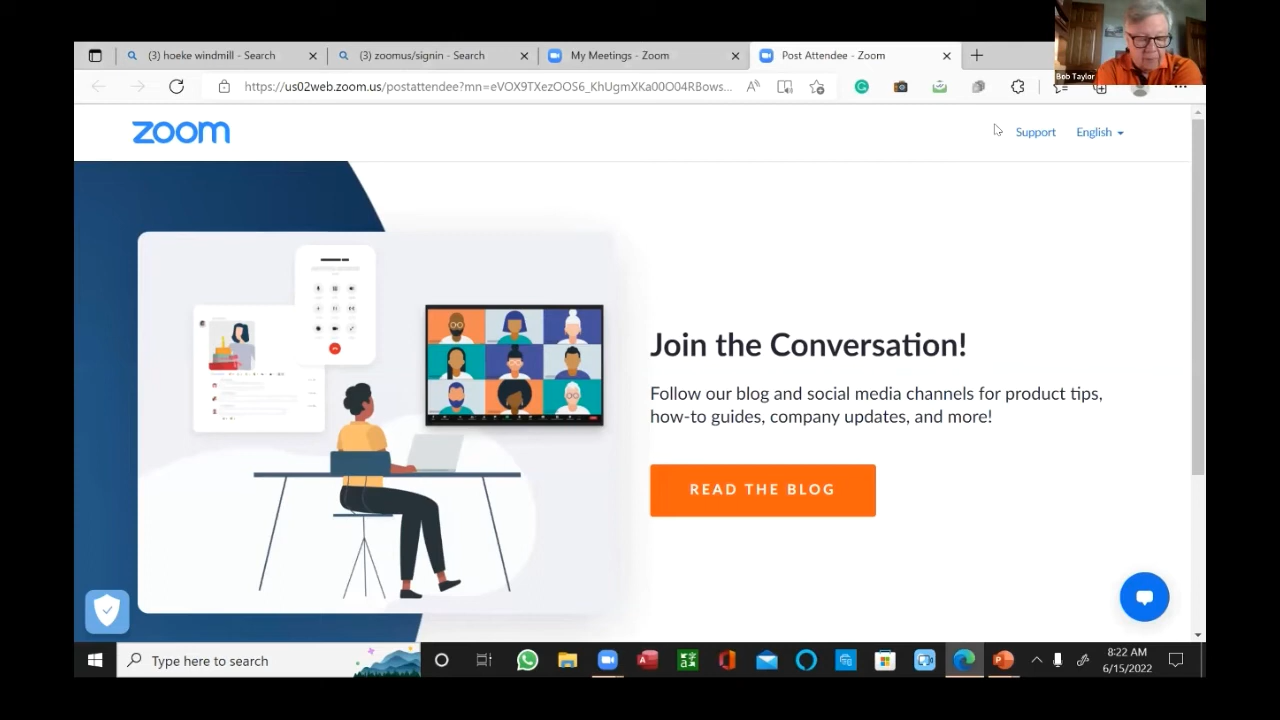 (3) hoeke windmill - Search
(3) zoomus/signin - Search
My Meetings - Zoom
Post Attendee - Zoom
Bob Taylor
https://us02web.zoom.us/postattendee?mn=eVOX9TXezOOS6_KhUgmXKa00O04RBows...
zoom
Support
English
Join the Conversation!
Follow our blog and social media channels for product tips,
how-to guides, company updates, and more!
READ THE BLOG
Type here to search
8:22 AM
6/15/2022